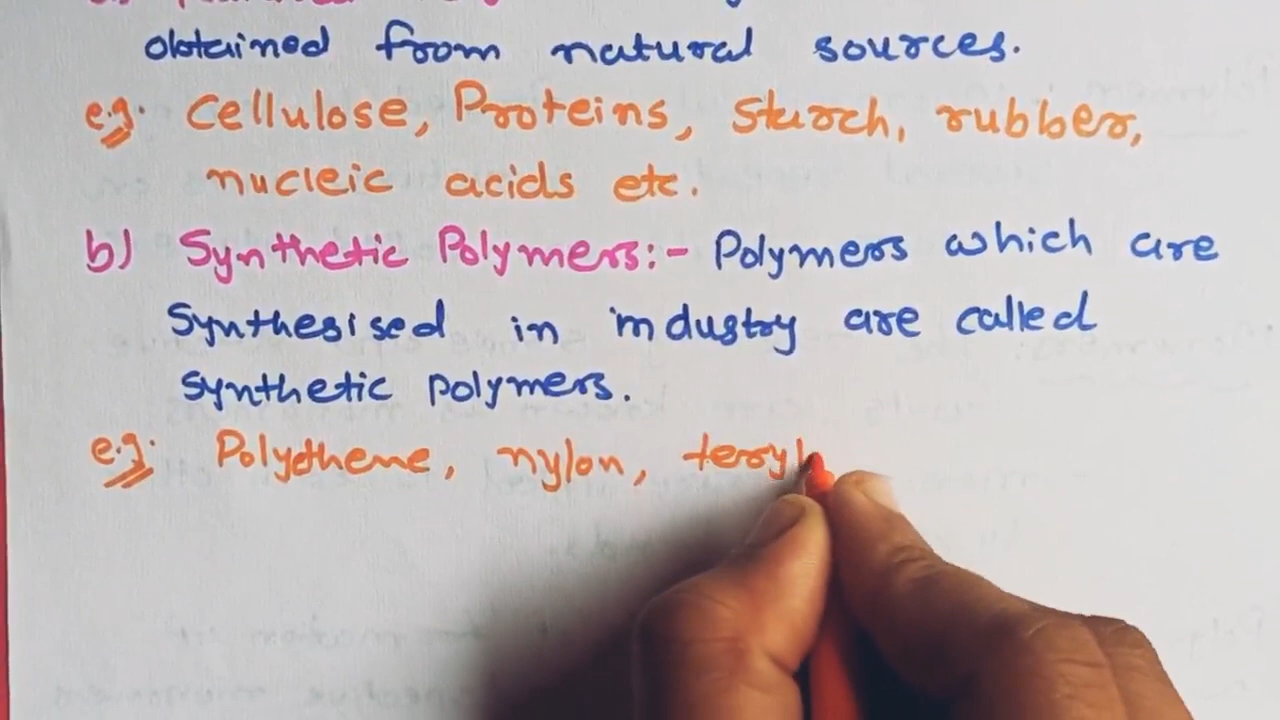 obtained from natural sources.
e.g. Cellulose, Proteins, Starch, rubber,
nucleic acids etc.
b) Synthetic Polymers:- Polymers which are
Synthesised in industry are called
Synthetic polymers.
e.g. Polythene, nylon, teryl